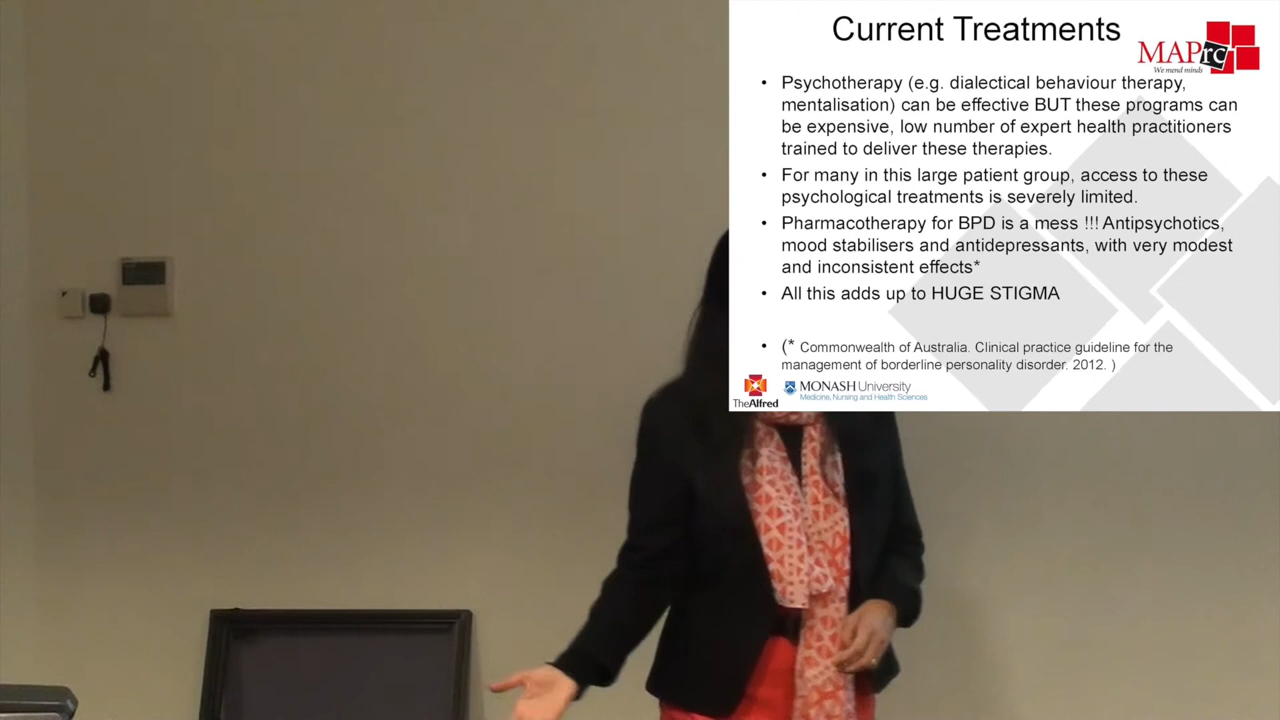 Current Treatments
MAPrc
We mend minds
• Psychotherapy (e.g. dialectical behaviour therapy,
mentalisation) can be effective BUT these programs can
be expensive, low number of expert health practitioners
trained to deliver these therapies.
• For many in this large patient group, access to these
psychological treatments is severely limited.
• Pharmacotherapy for BPD is a mess !!! Antipsychotics,
mood stabilisers and antidepressants, with very modest
and inconsistent effects*
• All this adds up to HUGE STIGMA
• (* Commonwealth of Australia. Clinical practice guideline for the
management of borderline personality disorder. 2012. )
TheAlfred
MONASH University
Medicine, Nursing and Health Sciences